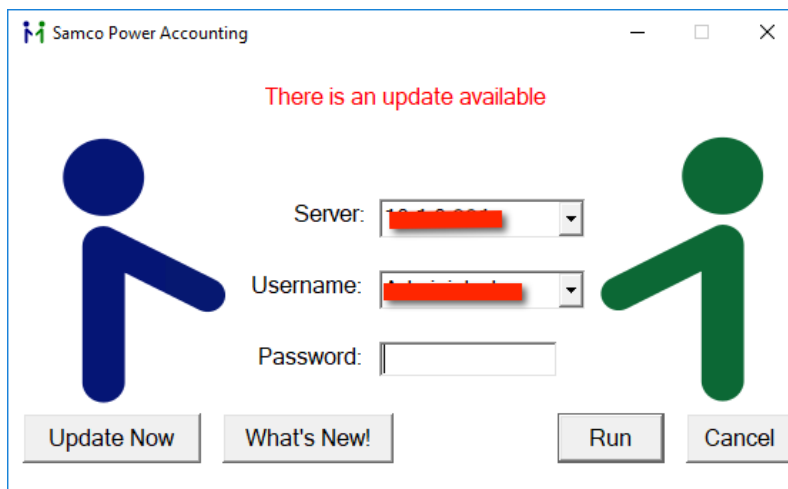 Samco Power Accounting
There is an update available
Server:
Username:
Password:
Update Now
What's New!
Run
Cancel